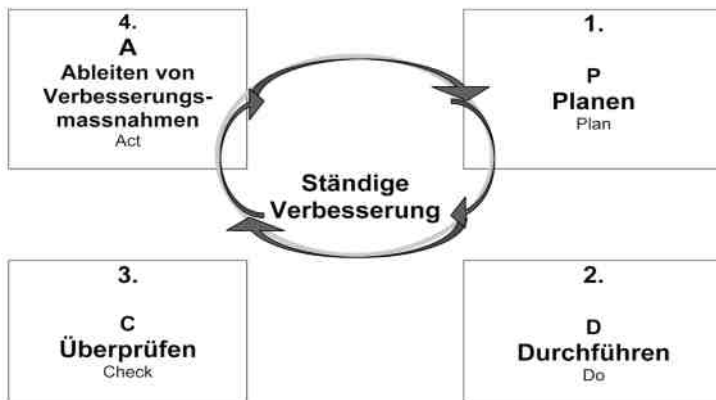 4.
A
Ableiten von
Verbesserungs-
massnahmen
Act
1.
P
Planen
Plan
Ständige
Verbesserung
3.
C
Überprüfen
Check
2.
D
Durchführen
Do